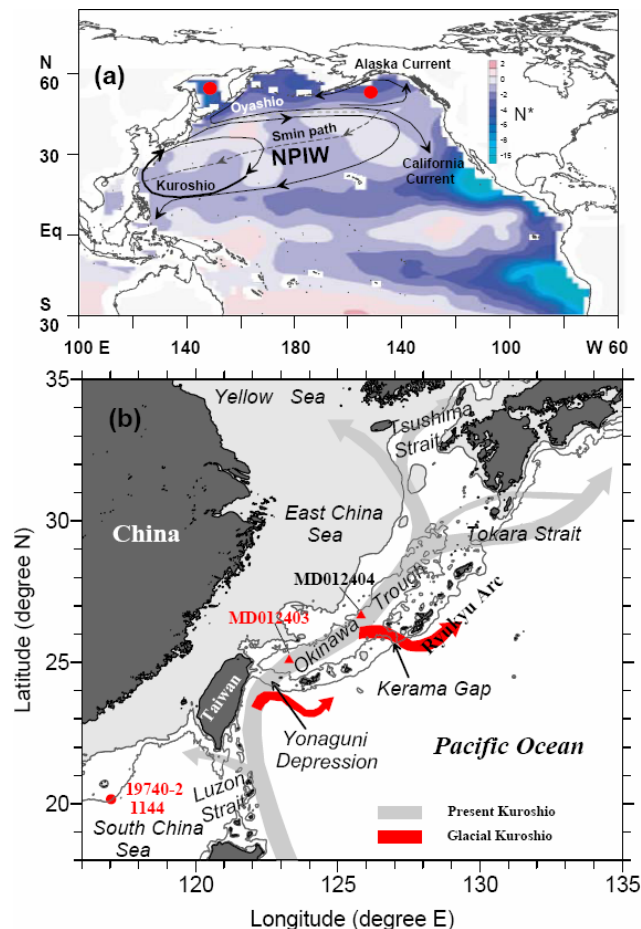 N
60
(a)
Alaska Current
2
0
-2
-4
-6
-8
-15
N*
Oyashio
Smin path
30
NPIW
Kuroshio
California
Current
Eq
S
30
100 E 140 180 140 100 W 60
35
(b)
Yellow Sea
Tsushima
Strait
30
East China
Sea
Tokara Strait
China
MD012404
MD012403
Okinawa Trough
Ryukyu Arc
25
Kerama Gap
Taiwan
Yonaguni
Depression
Pacific Ocean
19740-2
1144
Luzon
Strait
20
South China
Sea
Present Kuroshio
Glacial Kuroshio
120 125 130 135
Latitude (degree N)
Longitude (degree E)